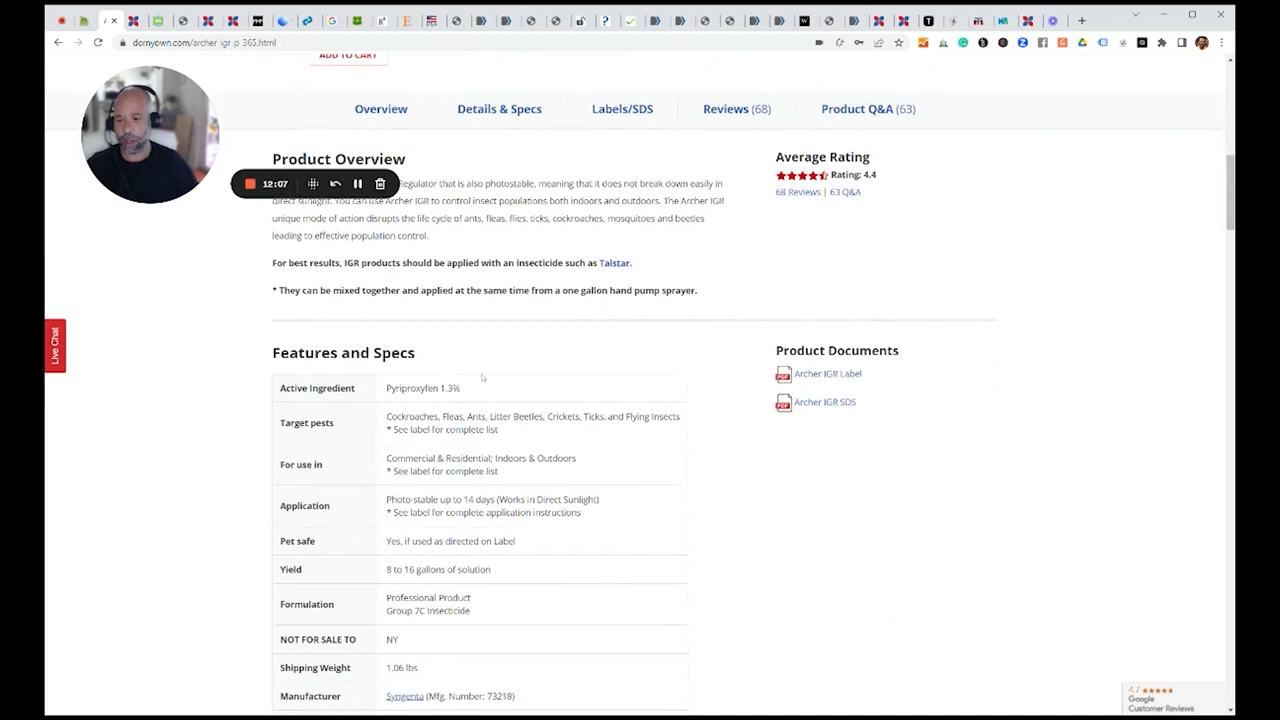 domyown.com/archer-igr-p-365.html
ADD TO CART
Overview
Details & Specs
Labels/SDS
Reviews (68)
Product Q&A (63)
12:07
Product Overview
Regulator that is also photostable, meaning that it does not break down easily in
direct sunlight. You can use Archer IGR to control insect populations both indoors and outdoors. The Archer IGR
unique mode of action disrupts the life cycle of ants, fleas, flies, ticks, cockroaches, mosquitoes and beetles
leading to effective population control.
For best results, IGR products should be applied with an insecticide such as Talstar.
* They can be mixed together and applied at the same time from a one gallon hand pump sprayer.
Average Rating
Rating: 4.4
68 Reviews | 63 Q&A
Live Chat
Features and Specs
Active Ingredient
Pyriproxyfen 1.3%
Target pests
Cockroaches, Fleas, Ants, Litter Beetles, Crickets, Ticks, and Flying Insects
* See label for complete list
For use in
Commercial & Residential; Indoors & Outdoors
* See label for complete list
Application
Photo-stable up to 14 days (Works in Direct Sunlight)
* See label for complete application instructions
Pet safe
Yes, if used as directed on Label
Yield
8 to 16 gallons of solution
Formulation
Professional Product
Group 7C Insecticide
NOT FOR SALE TO
NY
Shipping Weight
1.06 lbs
Manufacturer
Syngenta (Mfg. Number: 73218)
Product Documents
Archer IGR Label
Archer IGR SDS
4.7
Google
Customer Reviews